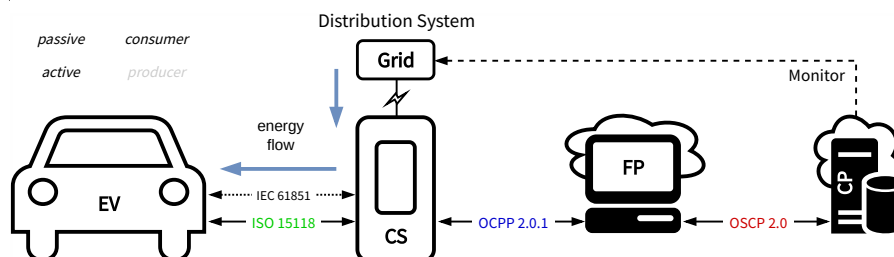 Distribution System
passive consumer
active producer
Grid
Monitor
energy
flow
IEC 61851
EV
ISO 15118
CS
OCPP 2.0.1
FP
OSCP 2.0
CP